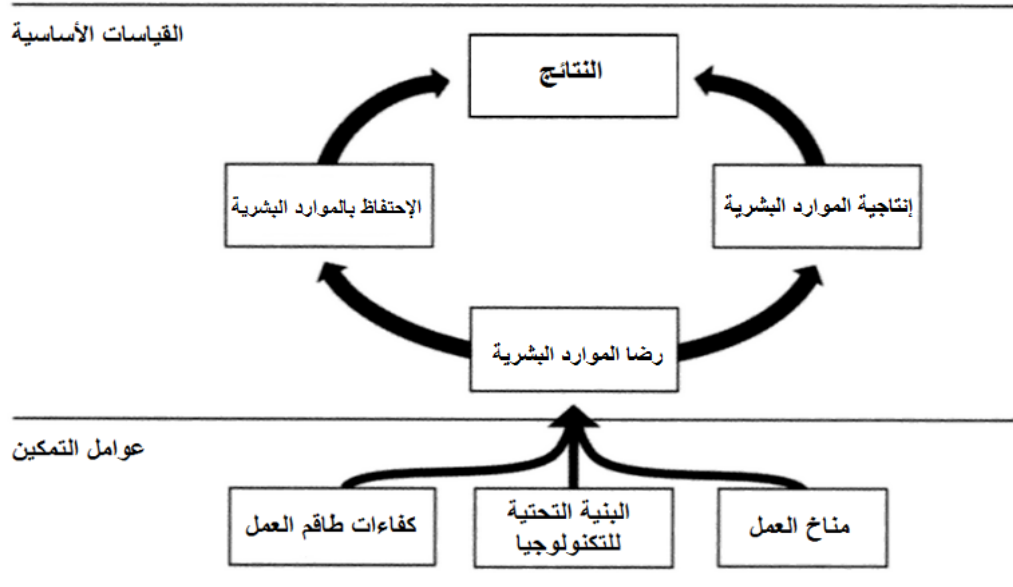 القياسات الأساسية
النتائج
إنتاجية الموارد البشرية
الإحتفاظ بالموارد البشرية
رضا الموارد البشرية
عوامل التمكين
مناخ العمل
البنية التحتية
للتكنولوجيا
كفاءات طاقم العمل